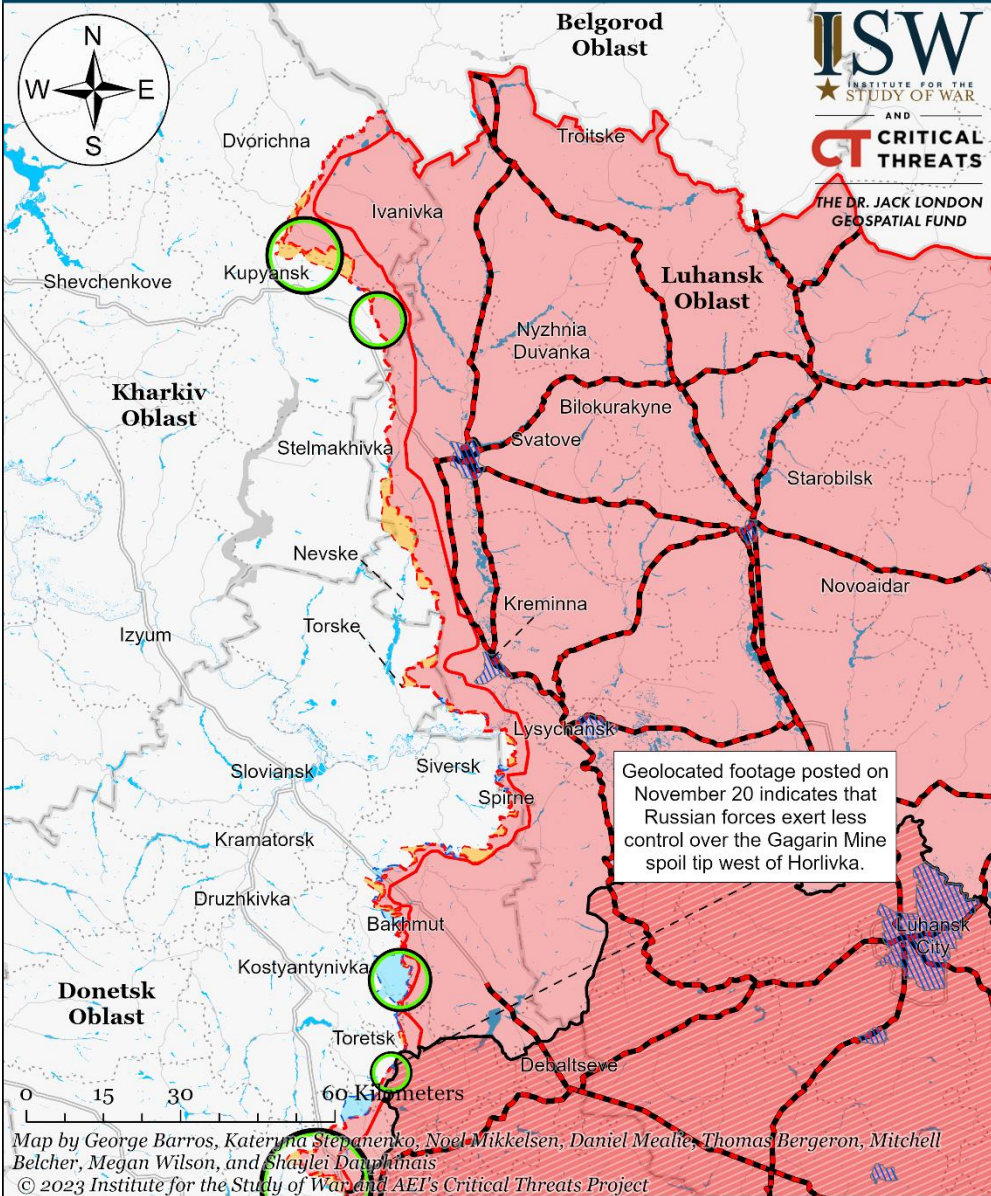 Belgorod
Oblast
N
W
E
S
ISW
INSTITUTE FOR THE
STUDY OF WAR
AND
CT CRITICAL
THREATS
THE DR. JACK LONDON
GEOSPATIAL FUND
Dvorichna
Troitske
Ivanivka
Shevchenkove
Kupyansk
Luhansk
Oblast
Nyzhnia
Duvanka
Kharkiv
Oblast
Bilokurakyne
Stelmakhivka
Svatove
Starobilsk
Nevske
Novoaidar
Kreminna
Torske
Izyum
Lysychansk
Siversk
Sloviansk
Spirne
Geolocated footage posted on
November 20 indicates that
Russian forces exert less
control over the Gagarin Mine
spoil tip west of Horlivka.
Kramatorsk
Druzhkivka
Bakhmut
Luhansk
City
Kostyantynivka
Donetsk
Oblast
Toretsk
Debaltseve
0 15 30 60 Kilometers
Map by George Barros, Kateryna Stepanenko, Noel Mikkelsen, Daniel Mealie, Thomas Bergeron, Mitchell
Belcher, Megan Wilson, and Shaylei Dauphinais
© 2023 Institute for the Study of War and AEI's Critical Threats Project